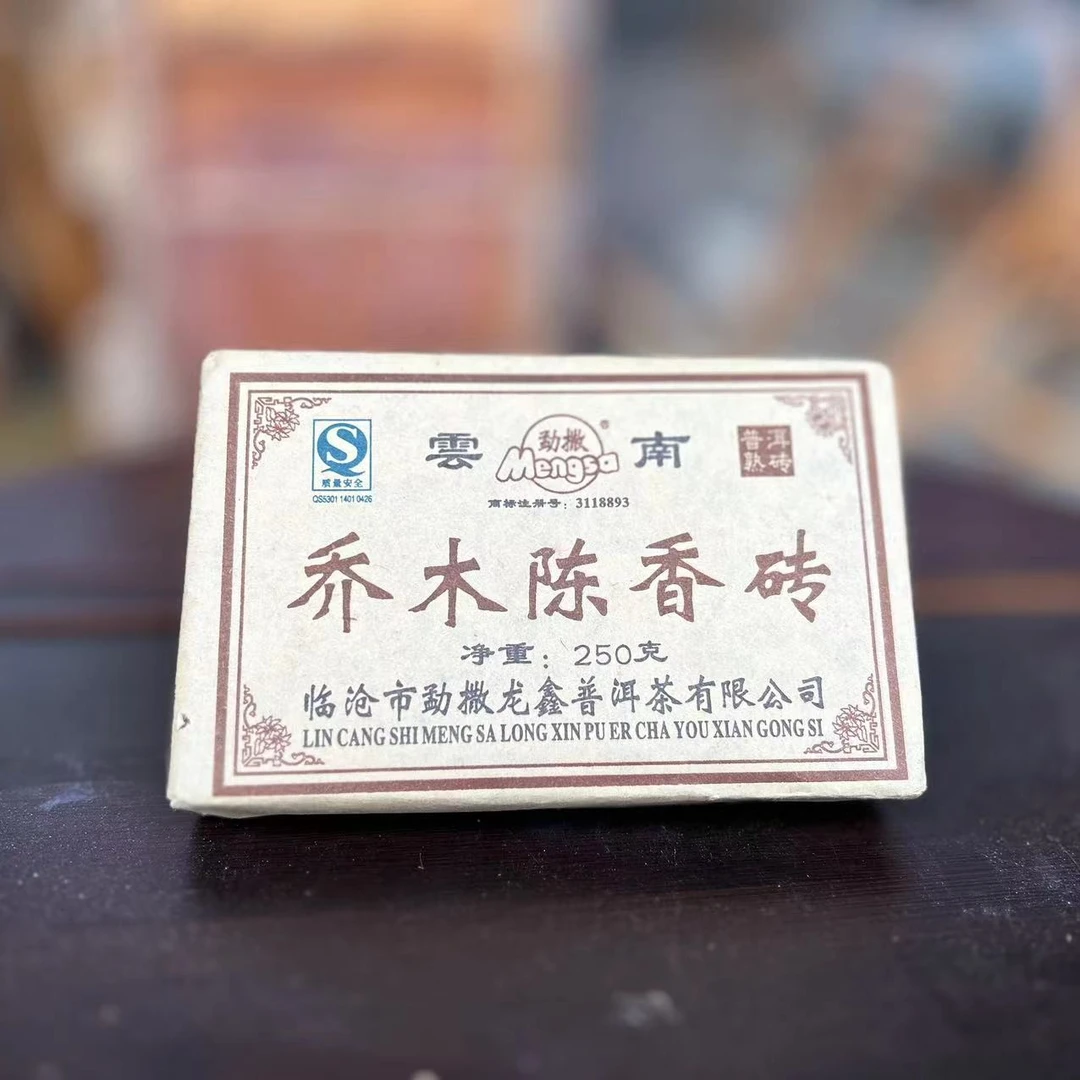 质量安全
QS5301 1401 0426
雲 勐撒 南
Mengsa®
商标注册号：3118893
普洱
熟砖
乔木陈香砖
净重：250克
临沧市勐撒龙鑫普洱茶有限公司
LIN CANG SHI MENG SA LONG XIN PU ER CHA YOU XIAN GONG SI